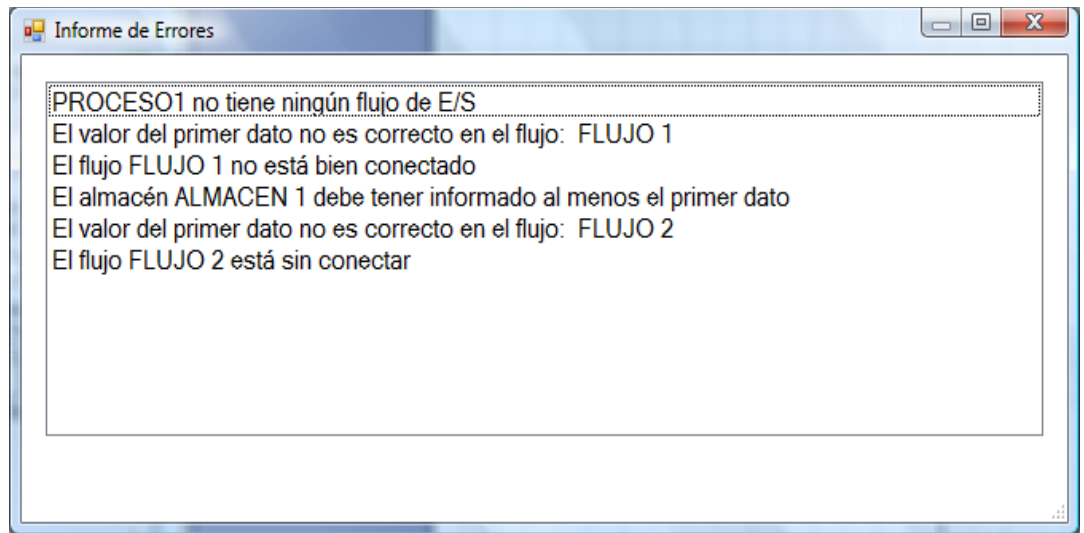 Informe de Errores
PROCESO1 no tiene ningún flujo de E/S
El valor del primer dato no es correcto en el flujo:  FLUJO 1
El flujo FLUJO 1 no está bien conectado
El almacén ALMACEN 1 debe tener informado al menos el primer dato
El valor del primer dato no es correcto en el flujo:  FLUJO 2
El flujo FLUJO 2 está sin conectar